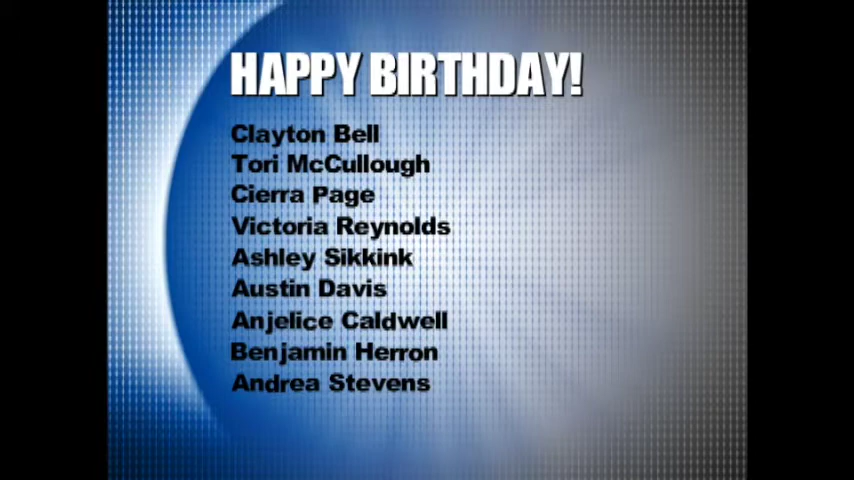 HAPPY BIRTHDAY!
Clayton Bell
Tori McCullough
Cierra Page
Victoria Reynolds
Ashley Sikkink
Austin Davis
Anjelice Caldwell
Benjamin Herron
Andrea Stevens